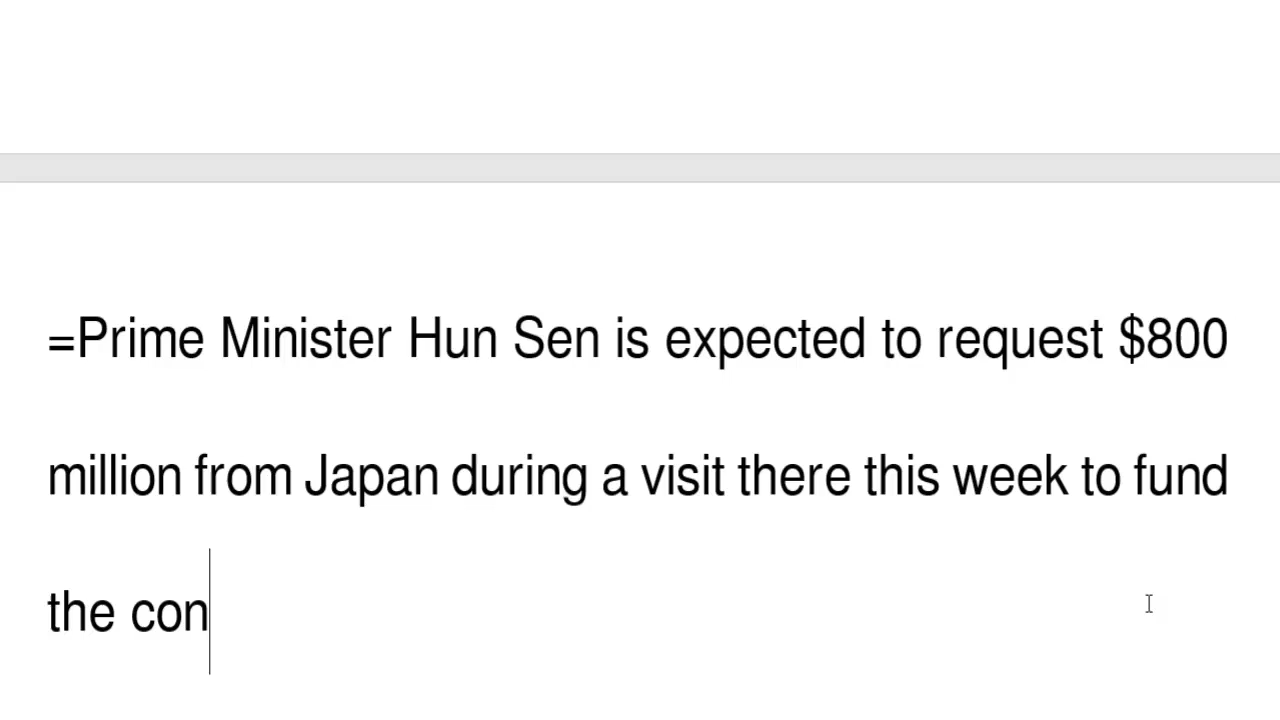 =Prime Minister Hun Sen is expected to request $800
million from Japan during a visit there this week to fund
the con